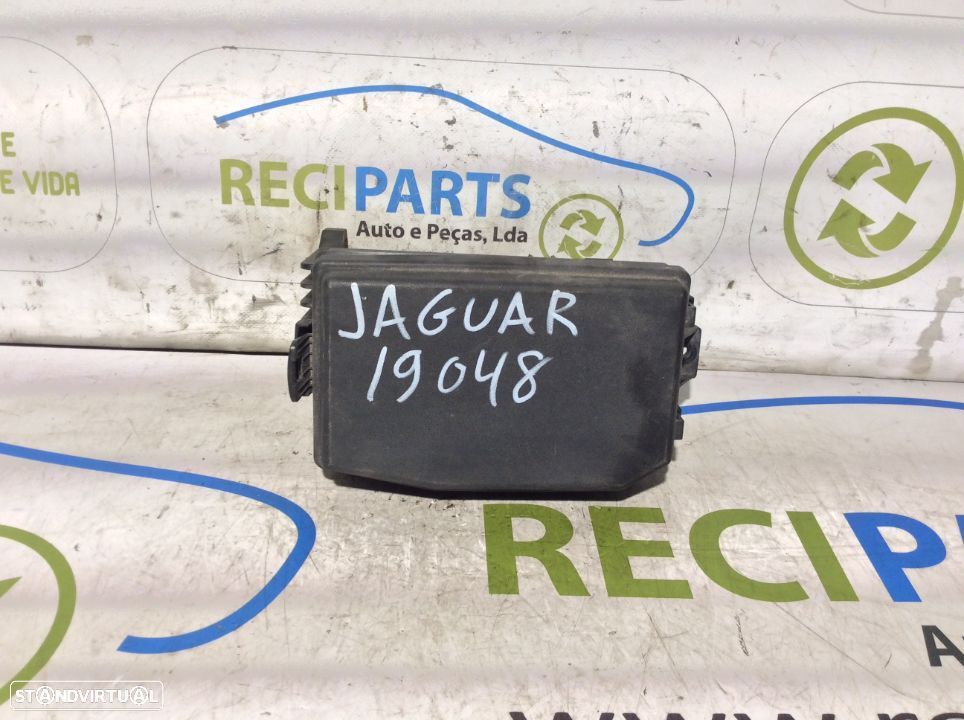 RECIPARTS
Auto e Peças, Lda
E
E VIDA
JAGUAR
19048
RECIP
A
STANDVIRTUAL